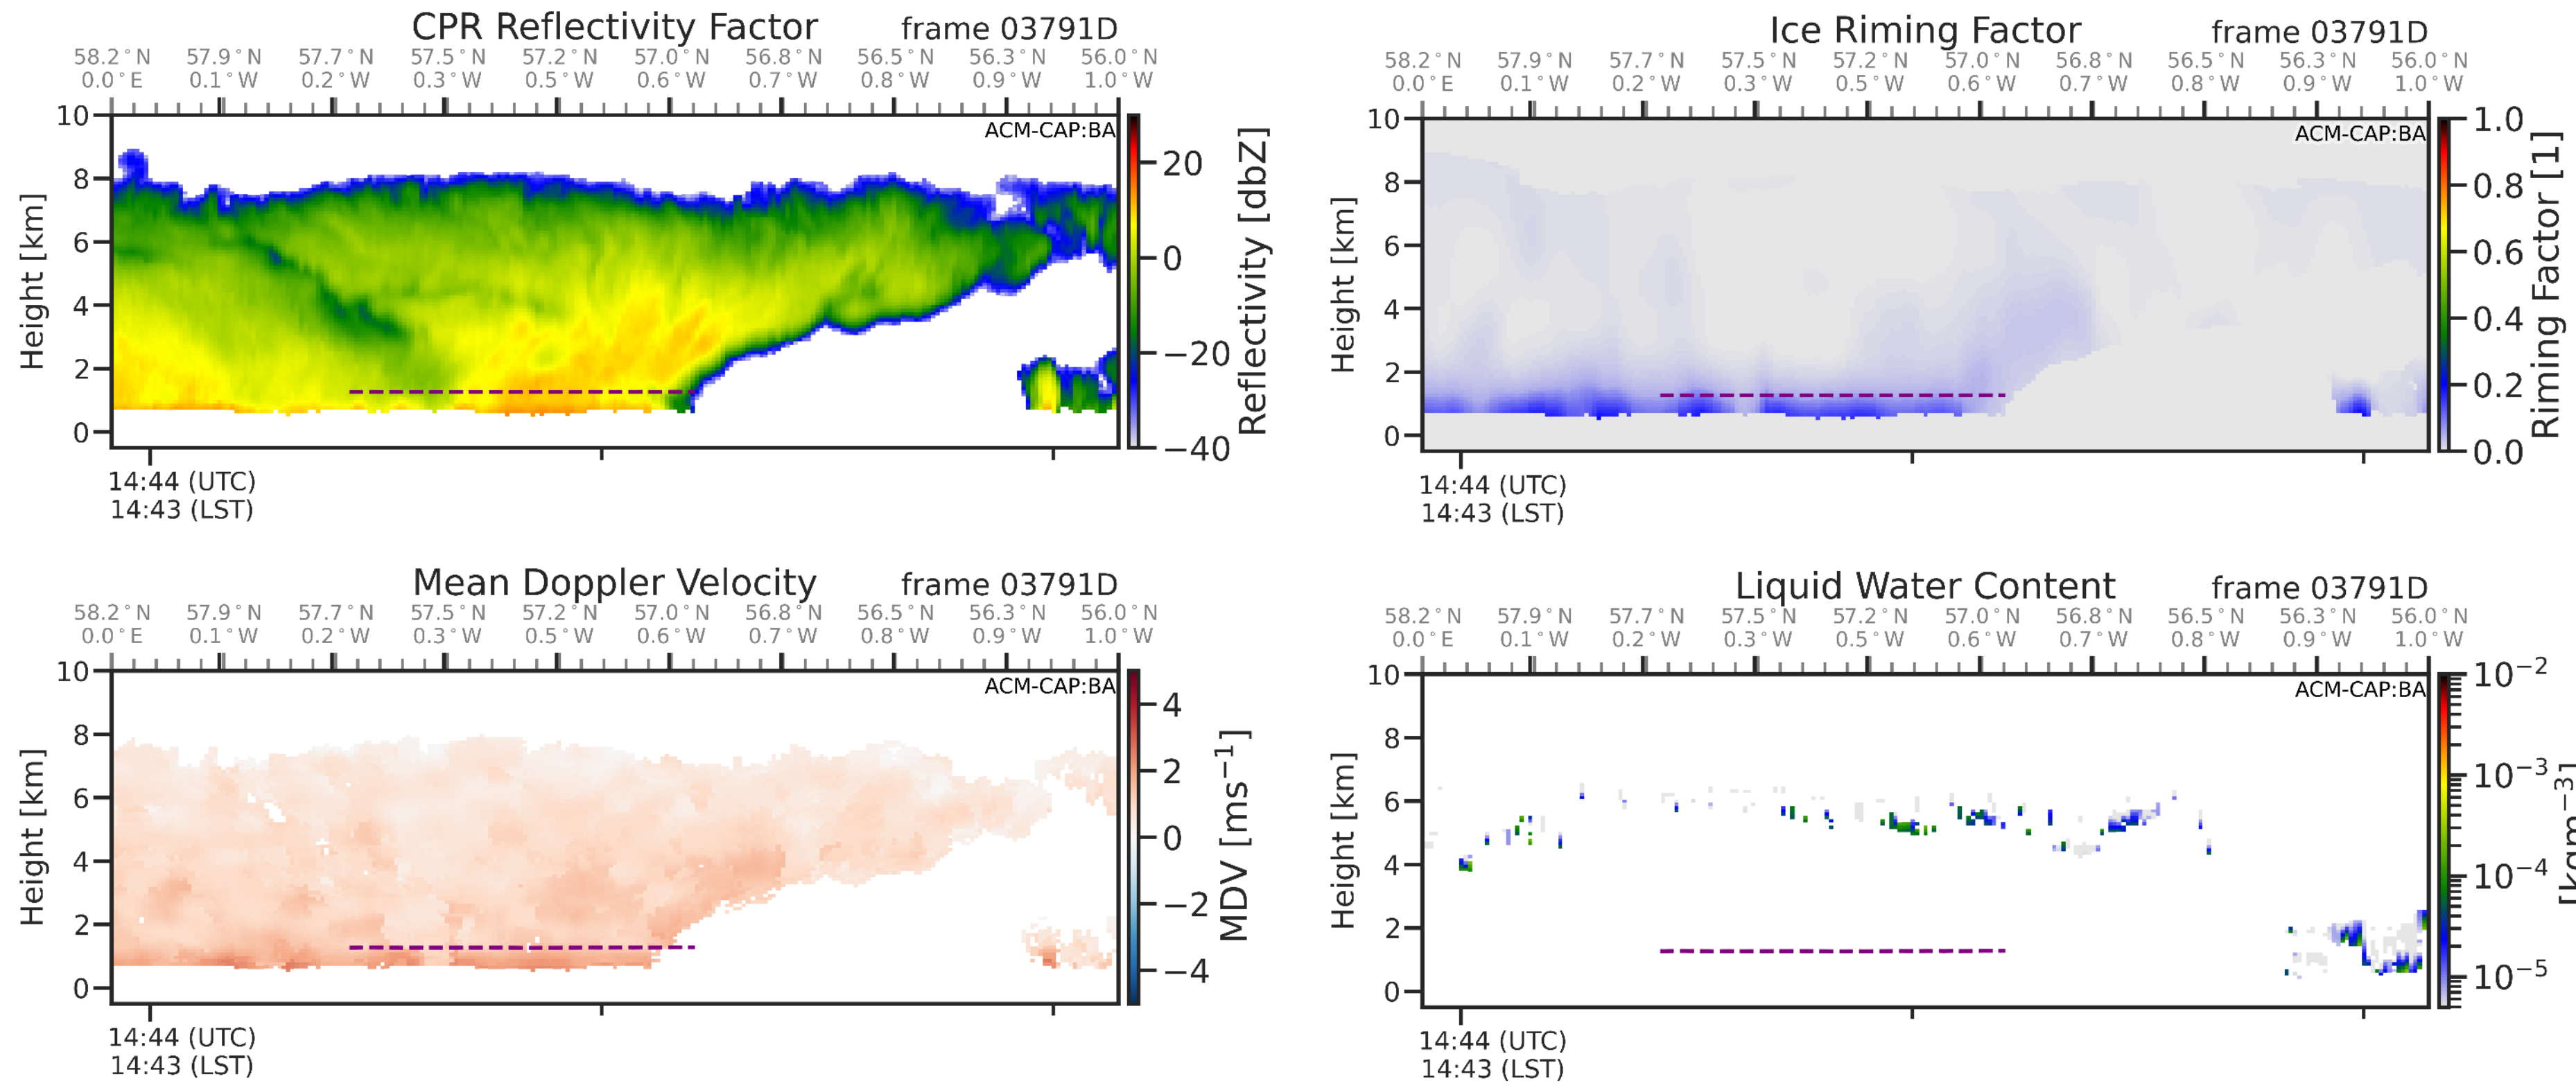 CPR Reflectivity Factor frame 03791D
58.2°N 57.9°N 57.7°N 57.5°N 57.2°N 57.0°N 56.8°N 56.5°N 56.3°N 56.0°N
0.0°E 0.1°W 0.2°W 0.3°W 0.5°W 0.6°W 0.7°W 0.8°W 0.9°W 1.0°W
ACM-CAP:BA
10
8
6
4
2
0
Height [km]
20
0
−20
−40
Reflectivity [dbZ]
14:44 (UTC)
14:43 (LST)
Ice Riming Factor frame 03791D
58.2°N 57.9°N 57.7°N 57.5°N 57.2°N 57.0°N 56.8°N 56.5°N 56.3°N 56.0°N
0.0°E 0.1°W 0.2°W 0.3°W 0.5°W 0.6°W 0.7°W 0.8°W 0.9°W 1.0°W
ACM-CAP:BA
10
8
6
4
2
0
Height [km]
1.0
0.8
0.6
0.4
0.2
0.0
Riming Factor [1]
14:44 (UTC)
14:43 (LST)
Mean Doppler Velocity frame 03791D
58.2°N 57.9°N 57.7°N 57.5°N 57.2°N 57.0°N 56.8°N 56.5°N 56.3°N 56.0°N
0.0°E 0.1°W 0.2°W 0.3°W 0.5°W 0.6°W 0.7°W 0.8°W 0.9°W 1.0°W
ACM-CAP:BA
10
8
6
4
2
0
Height [km]
4
2
0
−2
−4
MDV [ms⁻¹]
14:44 (UTC)
14:43 (LST)
Liquid Water Content frame 03791D
58.2°N 57.9°N 57.7°N 57.5°N 57.2°N 57.0°N 56.8°N 56.5°N 56.3°N 56.0°N
0.0°E 0.1°W 0.2°W 0.3°W 0.5°W 0.6°W 0.7°W 0.8°W 0.9°W 1.0°W
ACM-CAP:BA
10
8
6
4
2
0
Height [km]
10⁻²
10⁻³
10⁻⁴
10⁻⁵
[kgm⁻³]
14:44 (UTC)
14:43 (LST)